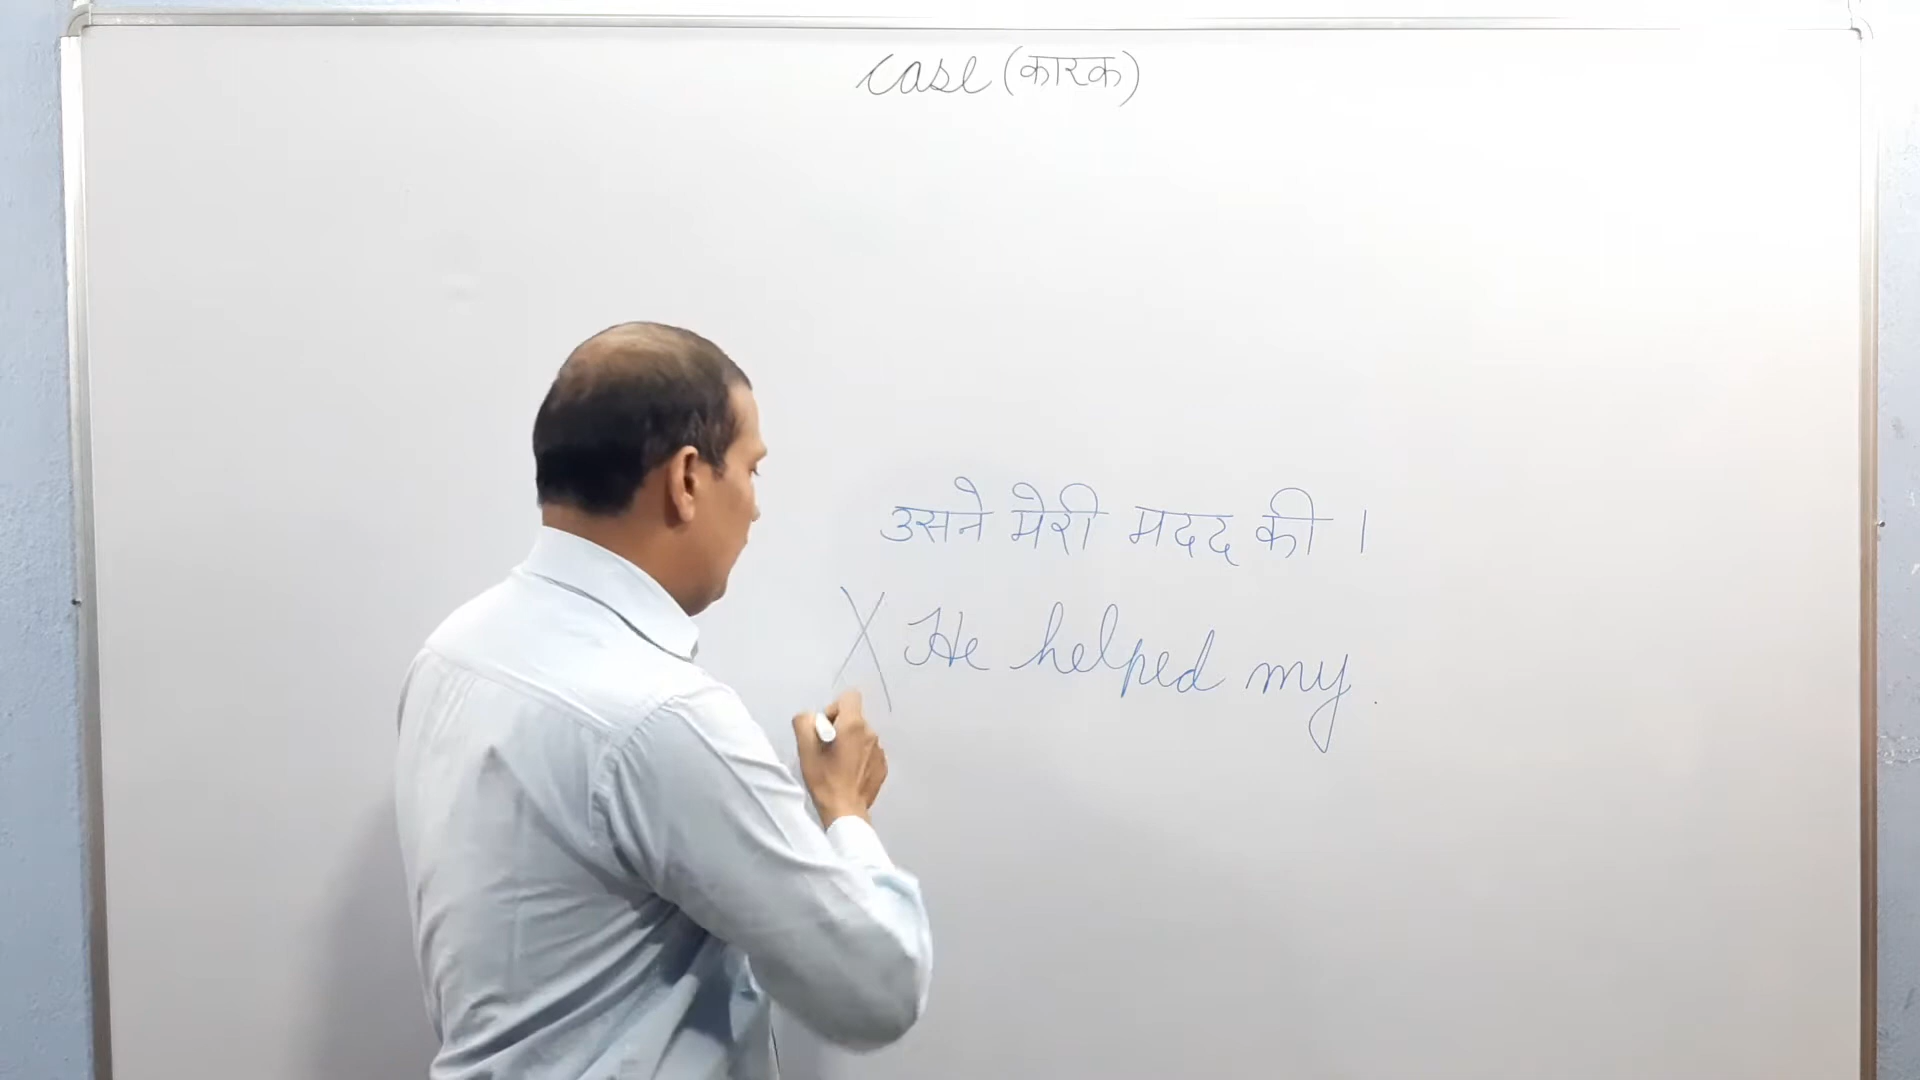 case (कारक)
उसने मेरी मदद की ।
X He helped my.